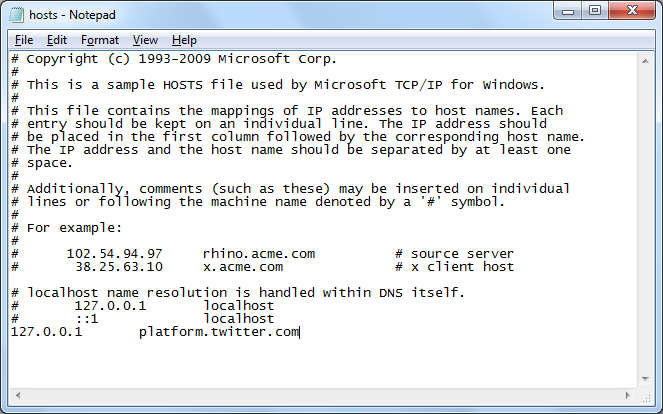 hosts - Notepad
File Edit Format View Help
# Copyright (c) 1993-2009 Microsoft Corp.
#
# This is a sample HOSTS file used by Microsoft TCP/IP for Windows.
#
# This file contains the mappings of IP addresses to host names. Each
# entry should be kept on an individual line. The IP address should
# be placed in the first column followed by the corresponding host name.
# The IP address and the host name should be separated by at least one
# space.
#
# Additionally, comments (such as these) may be inserted on individual
# lines or following the machine name denoted by a '#' symbol.
#
# For example:
#
#      102.54.94.97     rhino.acme.com          # source server
#       38.25.63.10     x.acme.com              # x client host

# localhost name resolution is handled within DNS itself.
#       127.0.0.1       localhost
#       ::1             localhost
127.0.0.1       platform.twitter.com